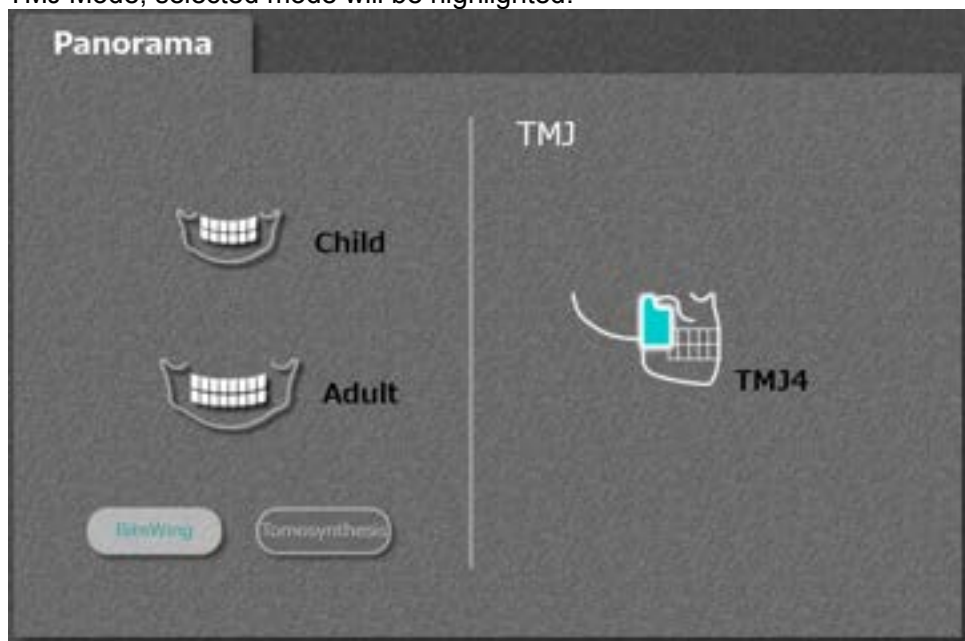 TMJ Mode, selected mode will be highlighted.
Panorama
TMJ
Child
Adult
TMJ4
BiteWing
Tomosynthesis